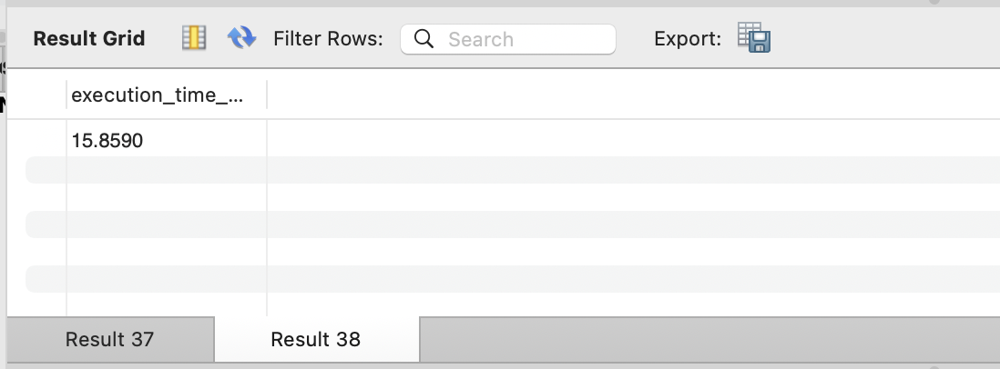 Result Grid Filter Rows: Search Export:
execution_time_...
15.8590
Result 37 Result 38